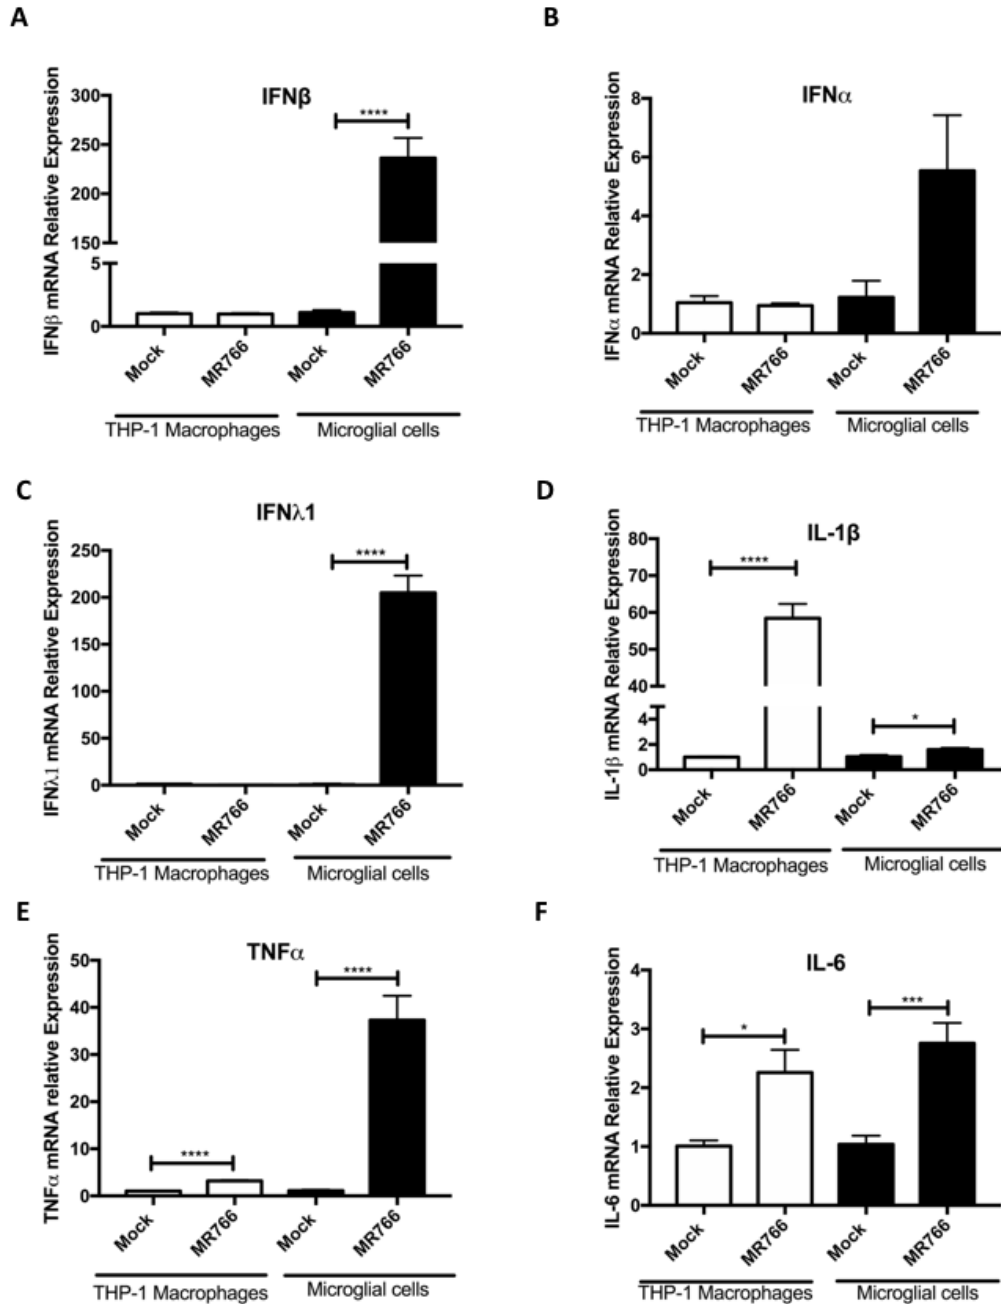 A
IFNβ
IFNβ mRNA Relative Expression
300
250
200
150
5
0
****
Mock
MR766
Mock
MR766
THP-1 Macrophages
Microglial cells
B
IFNα
IFNα mRNA Relative Expression
8
6
4
2
0
Mock
MR766
Mock
MR766
THP-1 Macrophages
Microglial cells
C
IFNλ1
IFNλ1 mRNA Relative Expression
250
200
150
100
50
0
****
Mock
MR766
Mock
MR766
THP-1 Macrophages
Microglial cells
D
IL-1β
IL-1β mRNA Relative Expression
80
70
60
50
40
4
2
0
****
*
Mock
MR766
Mock
MR766
THP-1 Macrophages
Microglial cells
E
TNFα
TNFα mRNA relative Expression
50
40
30
20
10
0
****
****
Mock
MR766
Mock
MR766
THP-1 Macrophages
Microglial cells
F
IL-6
IL-6 mRNA Relative Expression
4
3
2
1
0
*
***
Mock
MR766
Mock
MR766
THP-1 Macrophages
Microglial cells